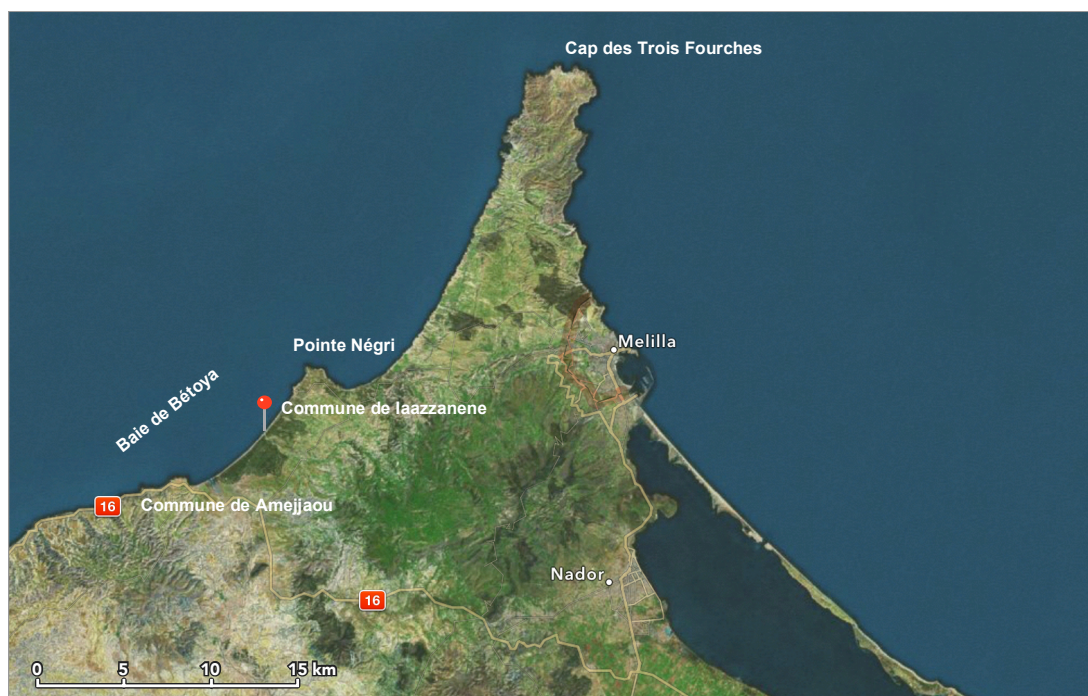 Cap des Trois Fourches
Melilla
Pointe Négri
Baie de Bétoya
Commune de Iaazzanene
16
Commune de Amejjaou
Nador
16
0 5 10 15 km